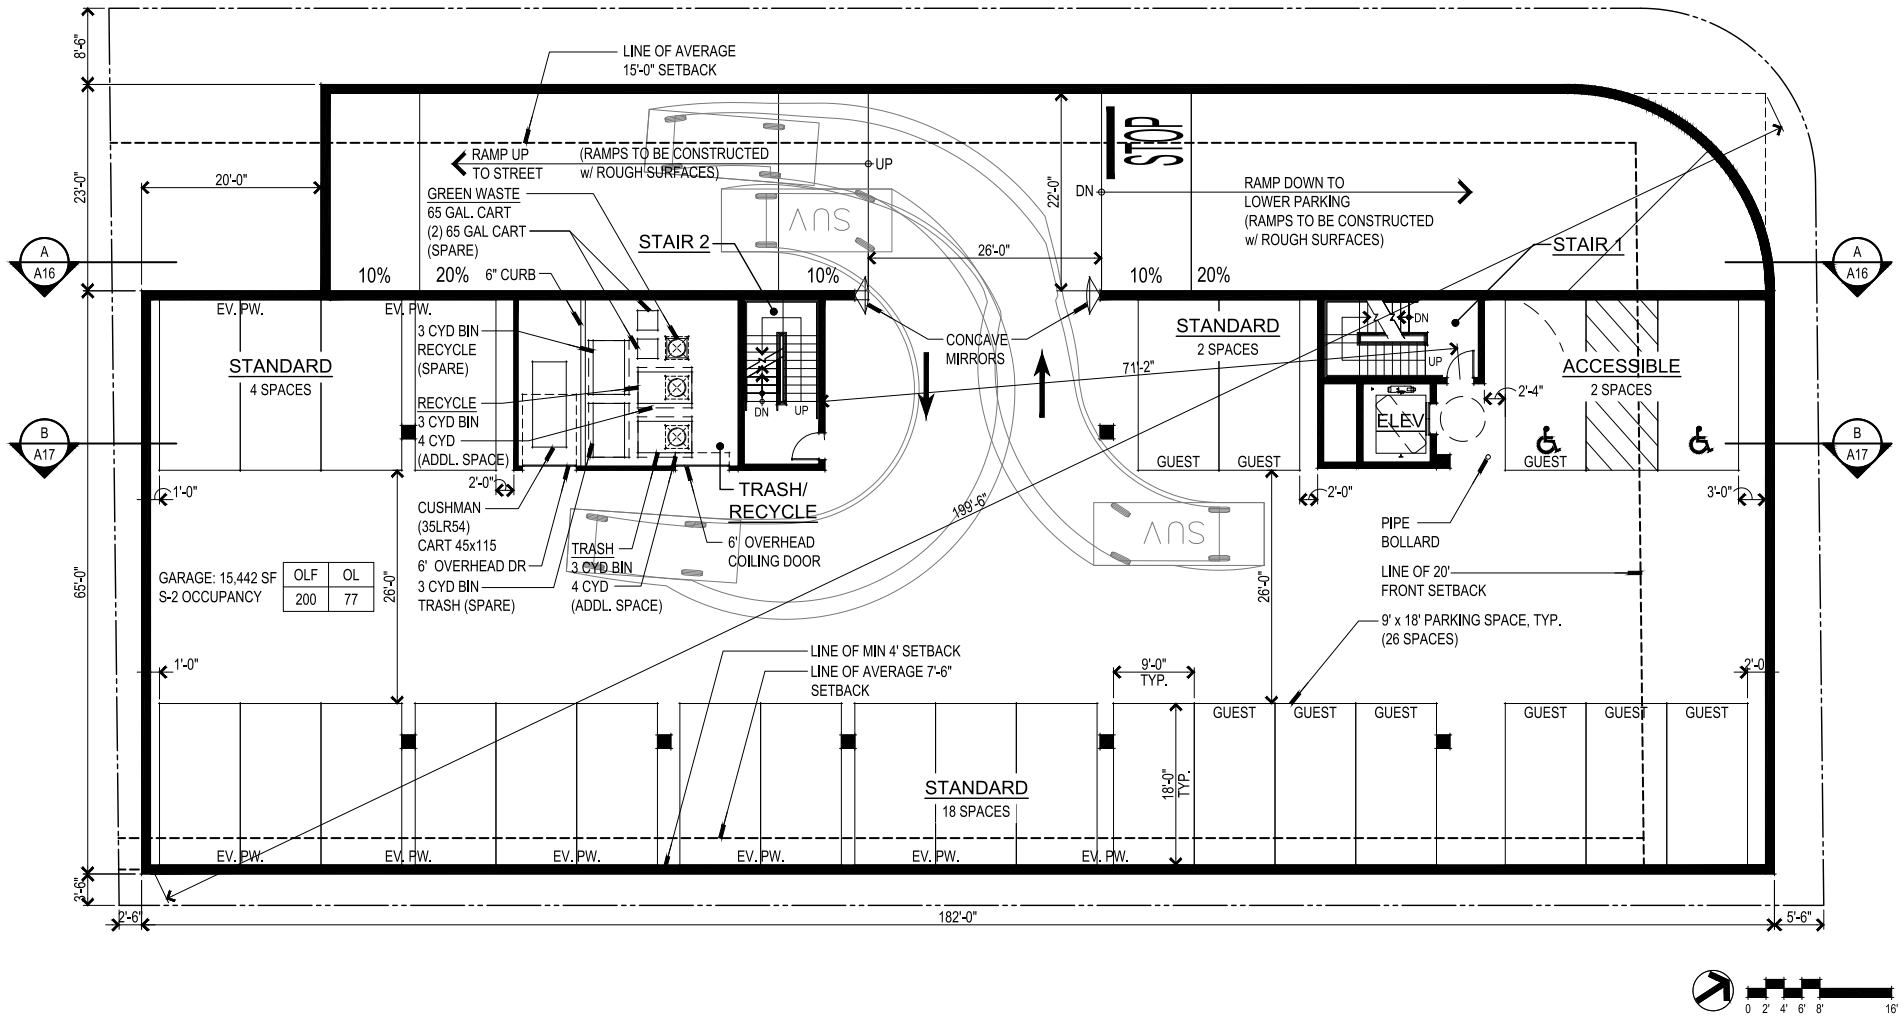 8'-6"
LINE OF AVERAGE
15'-0" SETBACK
23'-0"
20'-0"
RAMP UP
TO STREET
(RAMPS TO BE CONSTRUCTED
w/ ROUGH SURFACES)
UP
GREEN WASTE
65 GAL. CART
(2) 65 GAL CART
(SPARE)
SUV
STAIR 2
22'-0"
STOP
DN
RAMP DOWN TO
LOWER PARKING
(RAMPS TO BE CONSTRUCTED
w/ ROUGH SURFACES)
STAIR 1
A
A16
A
A16
10%
20%
6" CURB
10%
26'-0"
10%
20%
EV. PW.
EV. PW.
STANDARD
4 SPACES
3 CYD BIN
RECYCLE
(SPARE)
RECYCLE
3 CYD BIN
4 CYD
(ADDL. SPACE)
DN
UP
CONCAVE
MIRRORS
71'-2"
STANDARD
2 SPACES
DN
UP
ELEV
ACCESSIBLE
2 SPACES
2'-4"
B
A17
B
A17
GUEST
GUEST
GUEST
1'-0"
2'-0"
2'-0"
3'-0"
CUSHMAN
(35LR54)
CART 45x115
6' OVERHEAD DR
3 CYD BIN
TRASH (SPARE)
TRASH
3 CYD BIN
4 CYD
(ADDL. SPACE)
TRASH/
RECYCLE
6' OVERHEAD
COILING DOOR
199'-6"
SUV
PIPE
BOLLARD
LINE OF 20'
FRONT SETBACK
9' x 18' PARKING SPACE, TYP.
(26 SPACES)
65'-0"
GARAGE: 15,442 SF
S-2 OCCUPANCY
OLF OL
200 77
26'-0"
26'-0"
1'-0"
LINE OF MIN 4' SETBACK
LINE OF AVERAGE 7'-6"
SETBACK
9'-0"
TYP.
2'-0
GUEST
GUEST
GUEST
GUEST
GUEST
GUEST
STANDARD
18 SPACES
18'-0"
TYP.
EV. PW.
EV. PW.
EV. PW.
EV. PW.
EV. PW.
EV. PW.
3'-6"
2'-6"
182'-0"
5'-6"
0 2' 4' 6' 8' 16'